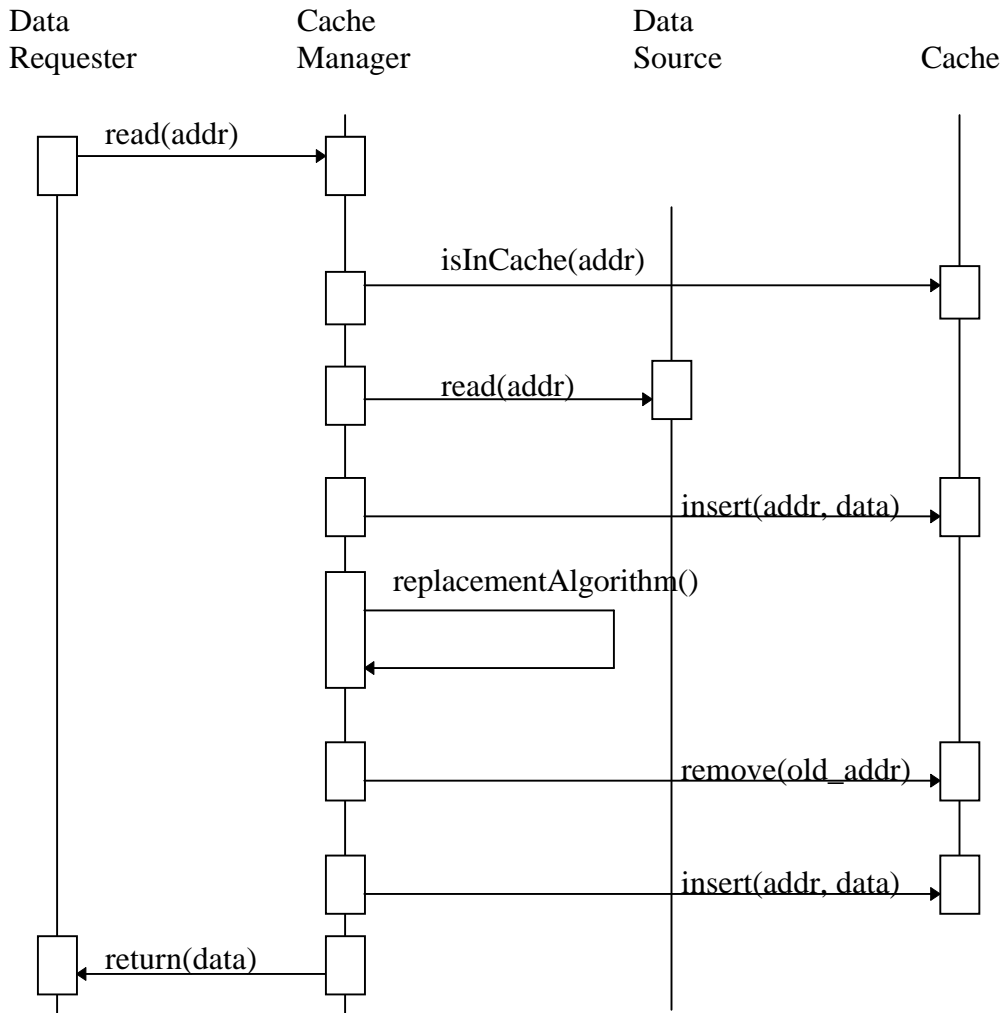 Data
Requester
Cache
Manager
Data
Source
Cache
read(addr)
isInCache(addr)
read(addr)
insert(addr, data)
replacementAlgorithm()
remove(old_addr)
insert(addr, data)
return(data)